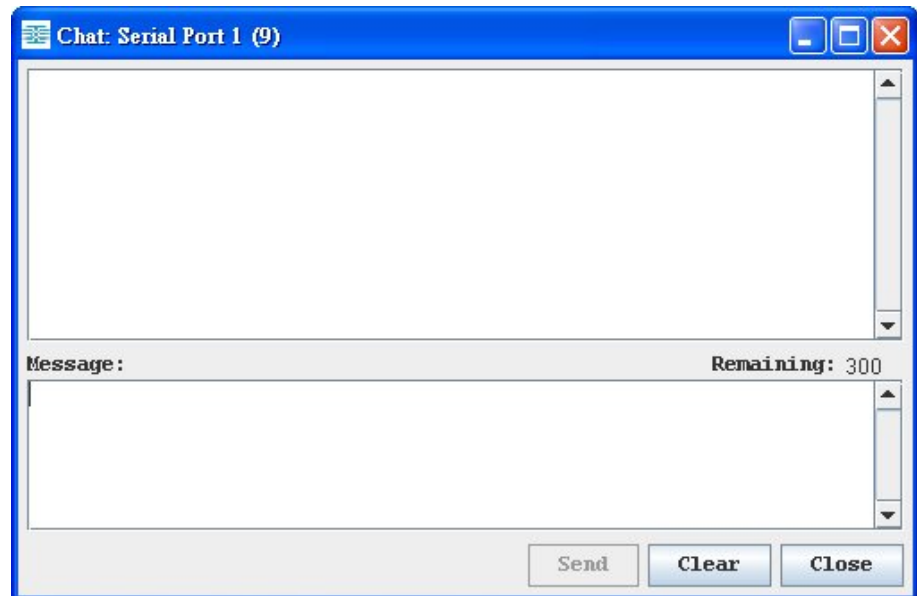 Chat: Serial Port 1 (9)
Message: Remaining: 300
Send Clear Close